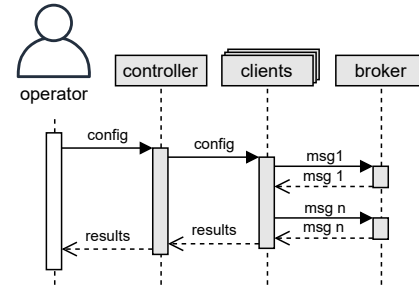 operator
controller
clients
broker
config
config
msg1
msg 1
msg n
msg n
results
results